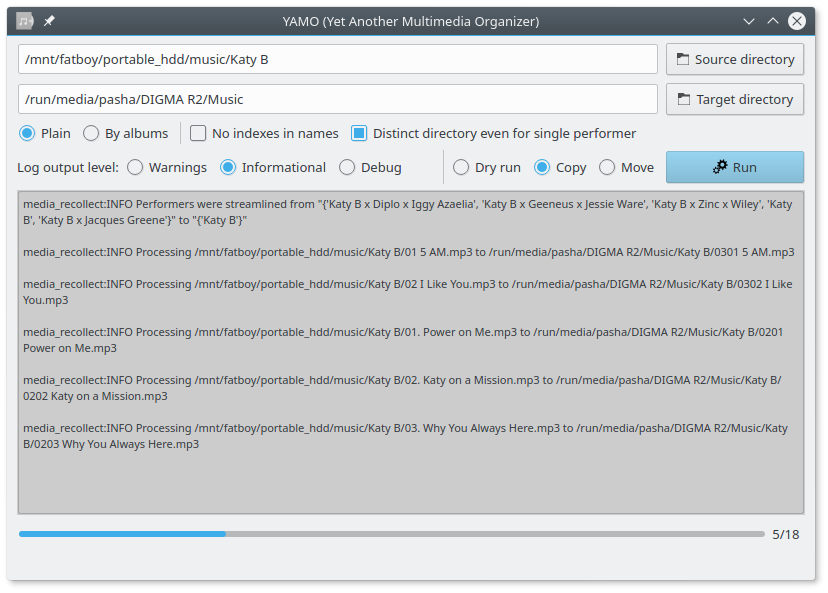 YAMO (Yet Another Multimedia Organizer)
/mnt/fatboy/portable_hdd/music/Katy B
Source directory
/run/media/pasha/DIGMA R2/Music
Target directory
Plain By albums No indexes in names Distinct directory even for single performer
Log output level: Warnings Informational Debug Dry run Copy Move Run
media_recollect:INFO Performers were streamlined from "{'Katy B x Diplo x Iggy Azaelia', 'Katy B x Geeneus x Jessie Ware', 'Katy B x Zinc x Wiley', 'Katy
B', 'Katy B x Jacques Greene'}" to "{'Katy B'}"
media_recollect:INFO Processing /mnt/fatboy/portable_hdd/music/Katy B/01 5 AM.mp3 to /run/media/pasha/DIGMA R2/Music/Katy B/0301 5 AM.mp3
media_recollect:INFO Processing /mnt/fatboy/portable_hdd/music/Katy B/02 I Like You.mp3 to /run/media/pasha/DIGMA R2/Music/Katy B/0302 I Like
You.mp3
media_recollect:INFO Processing /mnt/fatboy/portable_hdd/music/Katy B/01. Power on Me.mp3 to /run/media/pasha/DIGMA R2/Music/Katy B/0201
Power on Me.mp3
media_recollect:INFO Processing /mnt/fatboy/portable_hdd/music/Katy B/02. Katy on a Mission.mp3 to /run/media/pasha/DIGMA R2/Music/Katy B/
0202 Katy on a Mission.mp3
media_recollect:INFO Processing /mnt/fatboy/portable_hdd/music/Katy B/03. Why You Always Here.mp3 to /run/media/pasha/DIGMA R2/Music/Katy
B/0203 Why You Always Here.mp3
5/18